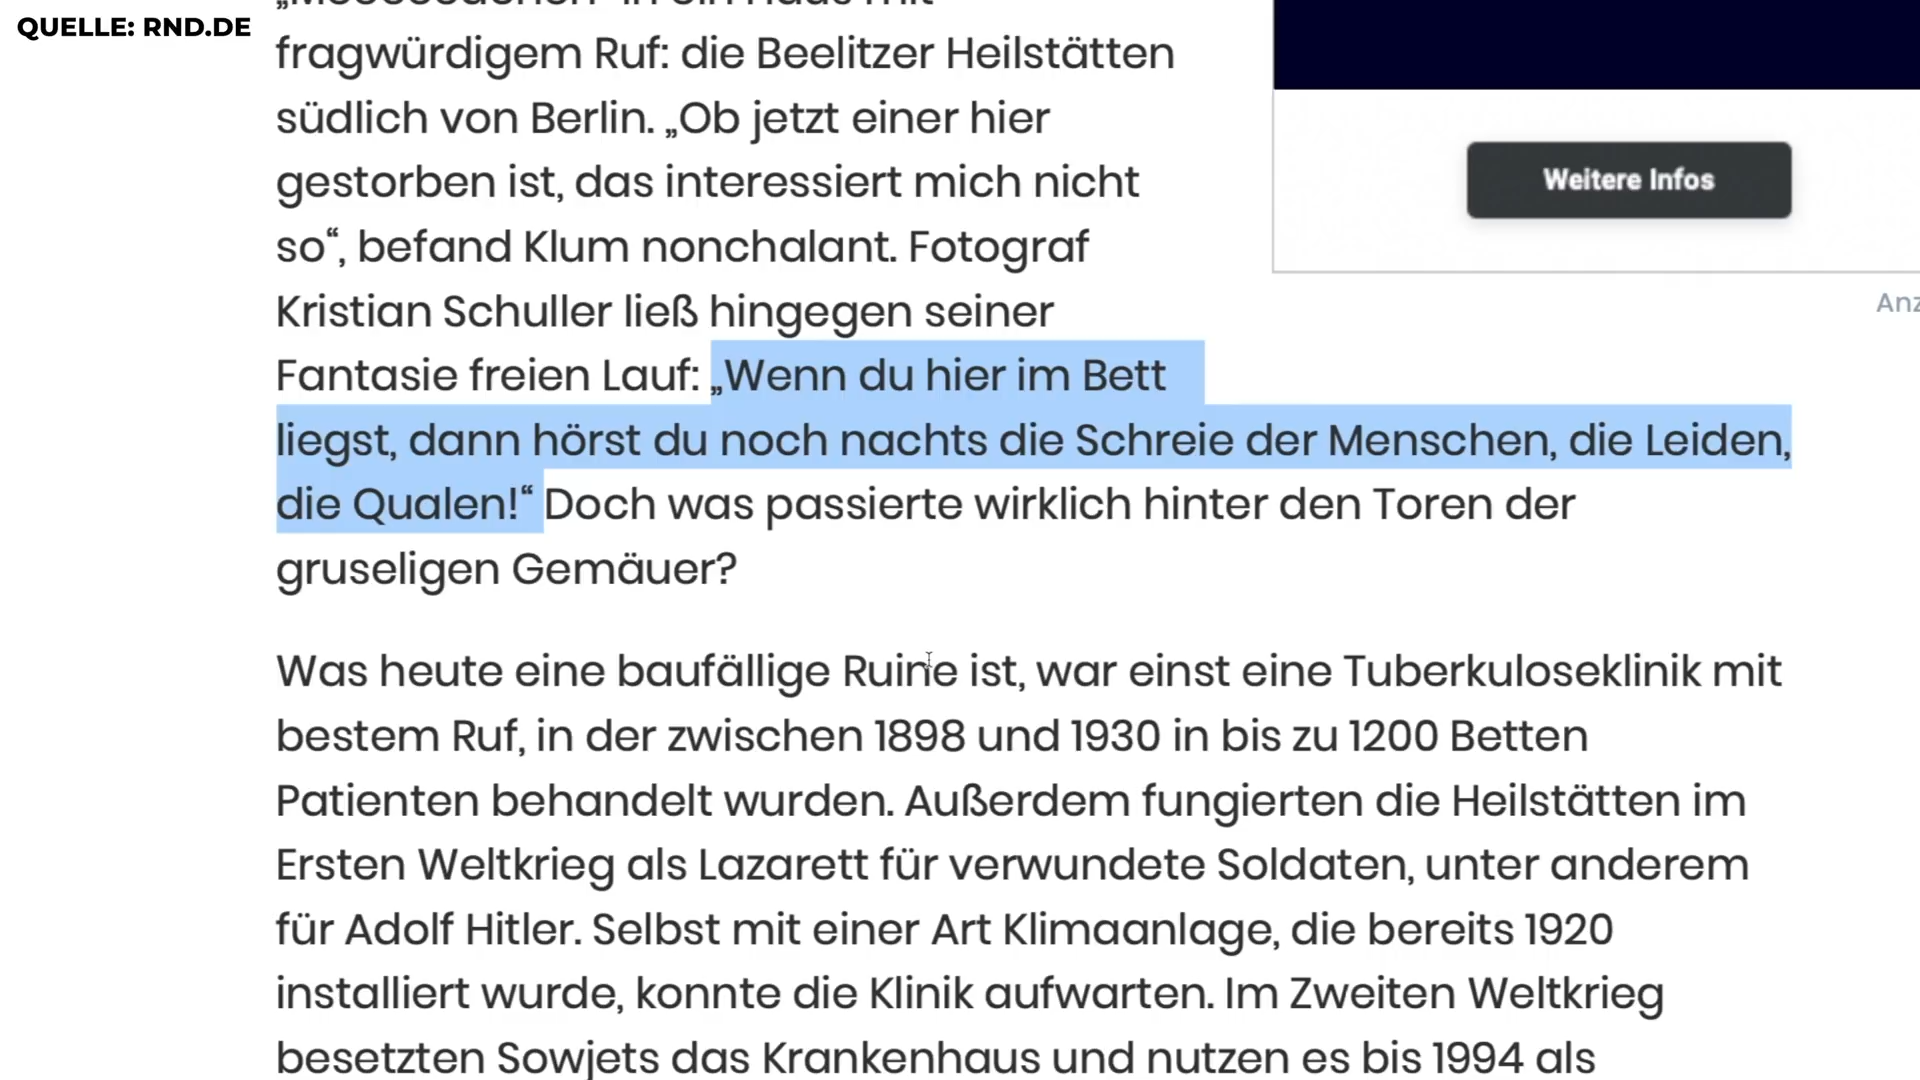 QUELLE: RND.DE
fragwürdigem Ruf: die Beelitzer Heilstätten
südlich von Berlin. „Ob jetzt einer hier
gestorben ist, das interessiert mich nicht
so“, befand Klum nonchalant. Fotograf
Kristian Schuller ließ hingegen seiner
Fantasie freien Lauf: „Wenn du hier im Bett
liegst, dann hörst du noch nachts die Schreie der Menschen, die Leiden,
die Qualen!“ Doch was passierte wirklich hinter den Toren der
gruseligen Gemäuer?
Was heute eine baufällige Ruine ist, war einst eine Tuberkuloseklinik mit
bestem Ruf, in der zwischen 1898 und 1930 in bis zu 1200 Betten
Patienten behandelt wurden. Außerdem fungierten die Heilstätten im
Ersten Weltkrieg als Lazarett für verwundete Soldaten, unter anderem
für Adolf Hitler. Selbst mit einer Art Klimaanlage, die bereits 1920
installiert wurde, konnte die Klinik aufwarten. Im Zweiten Weltkrieg
besetzten Sowjets das Krankenhaus und nutzen es bis 1994 als
Weitere Infos
Anz